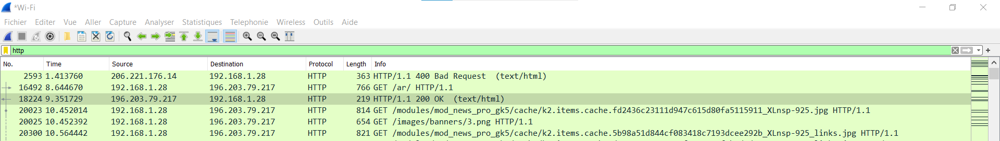 *Wi-Fi
Fichier Editer Vue Aller Capture Analyser Statistiques Telephonie Wireless Outils Aide
http
No. Time Source Destination Protocol Length Info
2593 1.413760 206.221.176.14 192.168.1.28 HTTP 363 HTTP/1.1 400 Bad Request (text/html)
16492 8.644670 192.168.1.28 196.203.79.217 HTTP 766 GET /ar/ HTTP/1.1
18224 9.351729 196.203.79.217 192.168.1.28 HTTP 219 HTTP/1.1 200 OK (text/html)
20023 10.452014 192.168.1.28 196.203.79.217 HTTP 814 GET /modules/mod_news_pro_gk5/cache/k2.items.cache.fd2436c23111d947c615d80fa5115911_XLnsp-925.jpg HTTP/1.1
20025 10.452392 192.168.1.28 196.203.79.217 HTTP 654 GET /images/banners/3.png HTTP/1.1
20300 10.564442 192.168.1.28 196.203.79.217 HTTP 821 GET /modules/mod_news_pro_gk5/cache/k2.items.cache.5b98a51d844cf083418c7193dcee292b_XLnsp-925_links.jpg HTTP/1.1